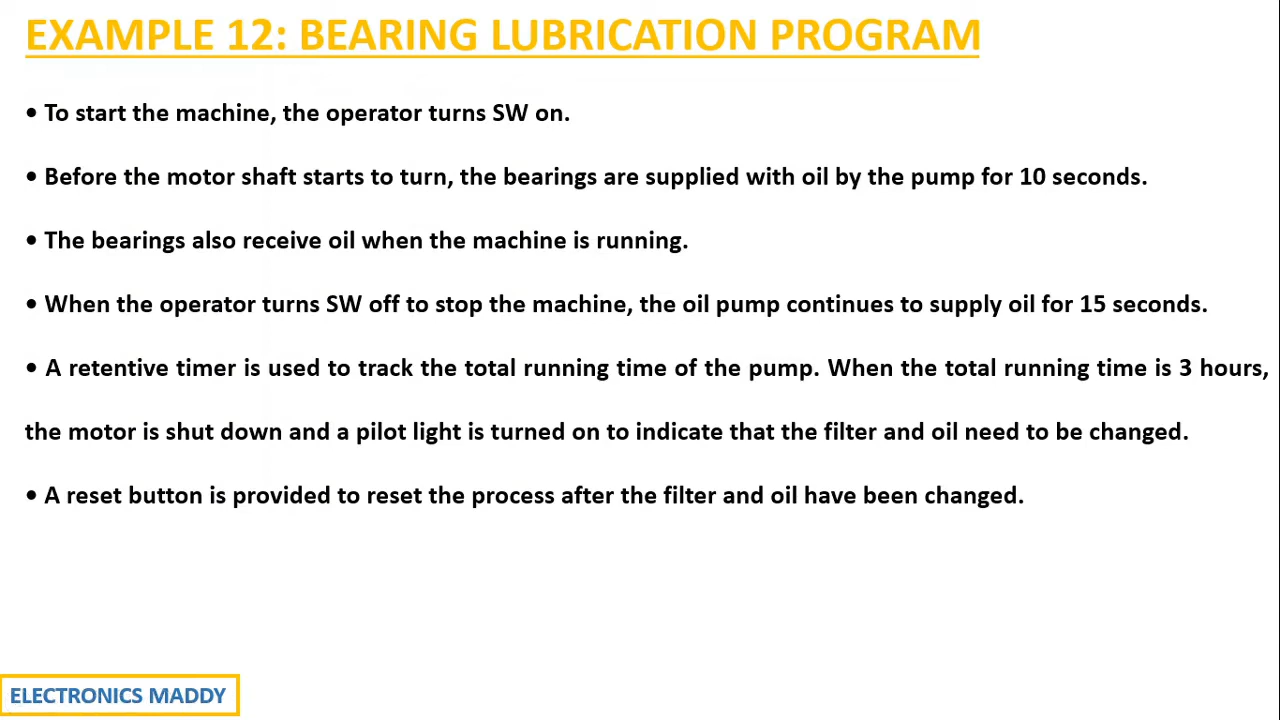 EXAMPLE 12: BEARING LUBRICATION PROGRAM
• To start the machine, the operator turns SW on.
• Before the motor shaft starts to turn, the bearings are supplied with oil by the pump for 10 seconds.
• The bearings also receive oil when the machine is running.
• When the operator turns SW off to stop the machine, the oil pump continues to supply oil for 15 seconds.
• A retentive timer is used to track the total running time of the pump. When the total running time is 3 hours,
the motor is shut down and a pilot light is turned on to indicate that the filter and oil need to be changed.
• A reset button is provided to reset the process after the filter and oil have been changed.
ELECTRONICS MADDY